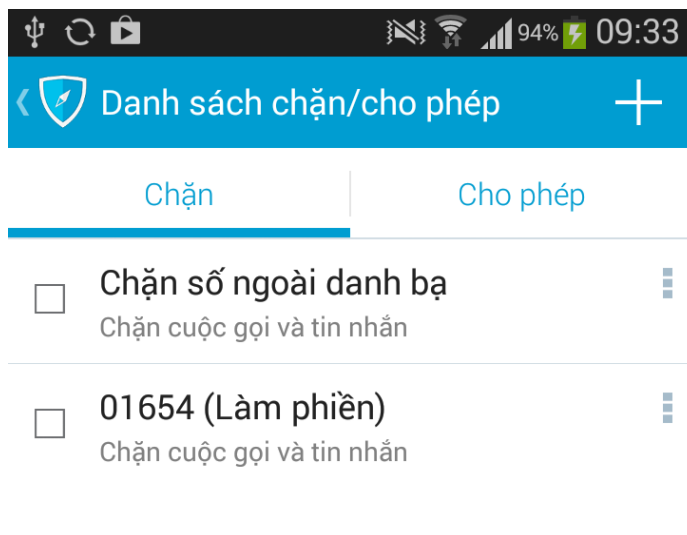 94% 09:33
Danh sách chặn/cho phép
Chặn Cho phép
Chặn số ngoài danh bạ
Chặn cuộc gọi và tin nhắn
01654 (Làm phiền)
Chặn cuộc gọi và tin nhắn